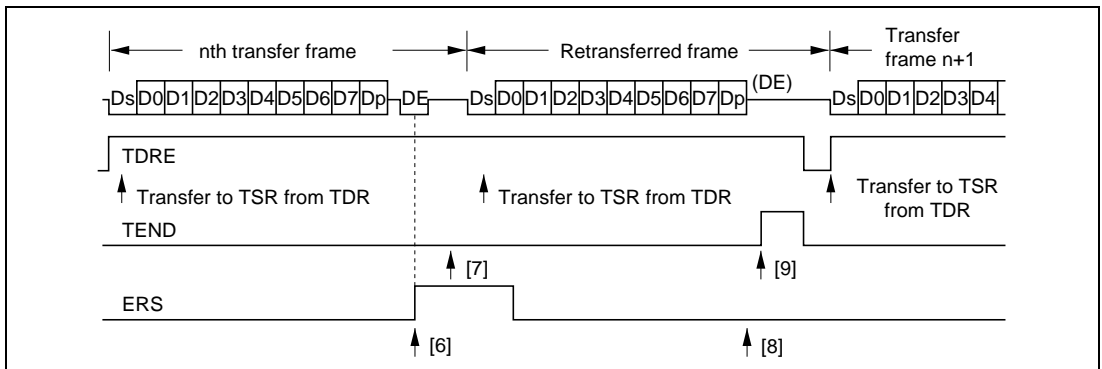 nth transfer frame
Retransferred frame
Transfer
frame n+1
(DE)
Ds D0 D1 D2 D3 D4 D5 D6 D7 Dp DE Ds D0 D1 D2 D3 D4 D5 D6 D7 Dp Ds D0 D1 D2 D3 D4
TDRE
Transfer to TSR from TDR
Transfer to TSR from TDR
Transfer to TSR
from TDR
TEND
[7]
[9]
ERS
[6]
[8]